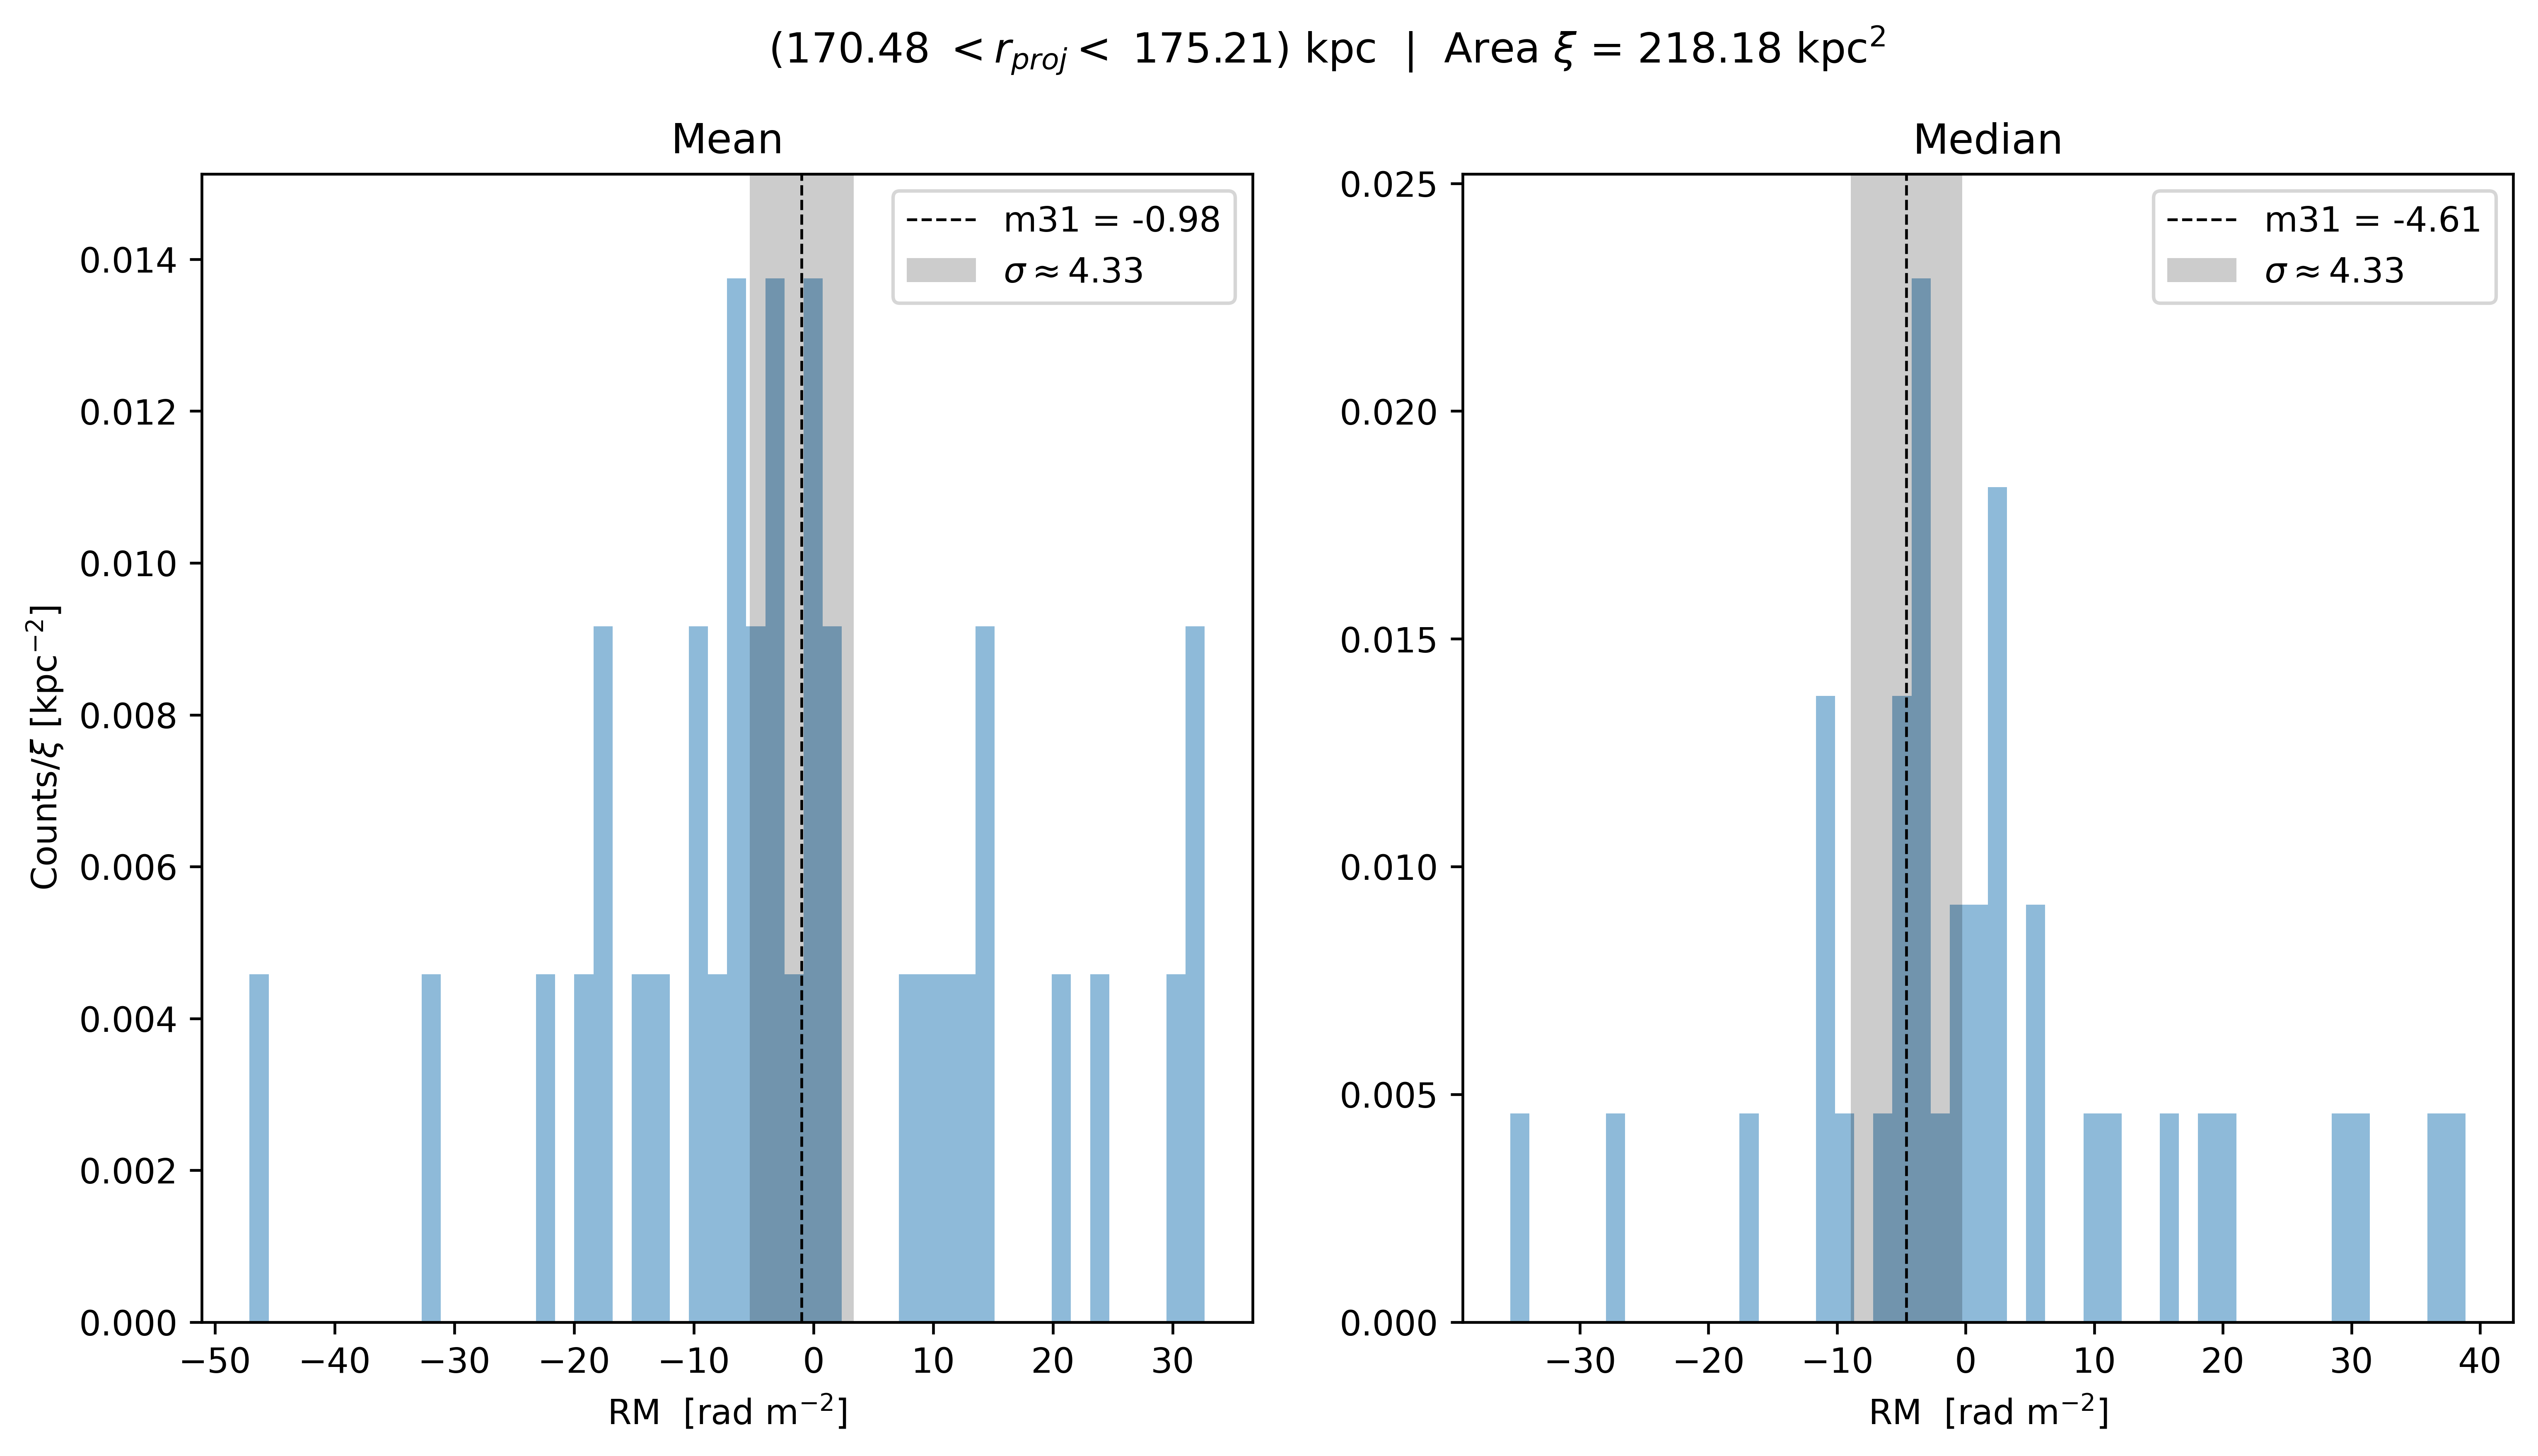 (170.48 < r_proj < 175.21) kpc | Area ξ = 218.18 kpc²
Mean
m31 = -0.98
σ ≈ 4.33
0.014
0.012
0.010
0.008
0.006
0.004
0.002
0.000
Counts/ξ [kpc⁻²]
−50 −40 −30 −20 −10 0 10 20 30
RM [rad m⁻²]
Median
m31 = -4.61
σ ≈ 4.33
0.025
0.020
0.015
0.010
0.005
0.000
−30 −20 −10 0 10 20 30 40
RM [rad m⁻²]